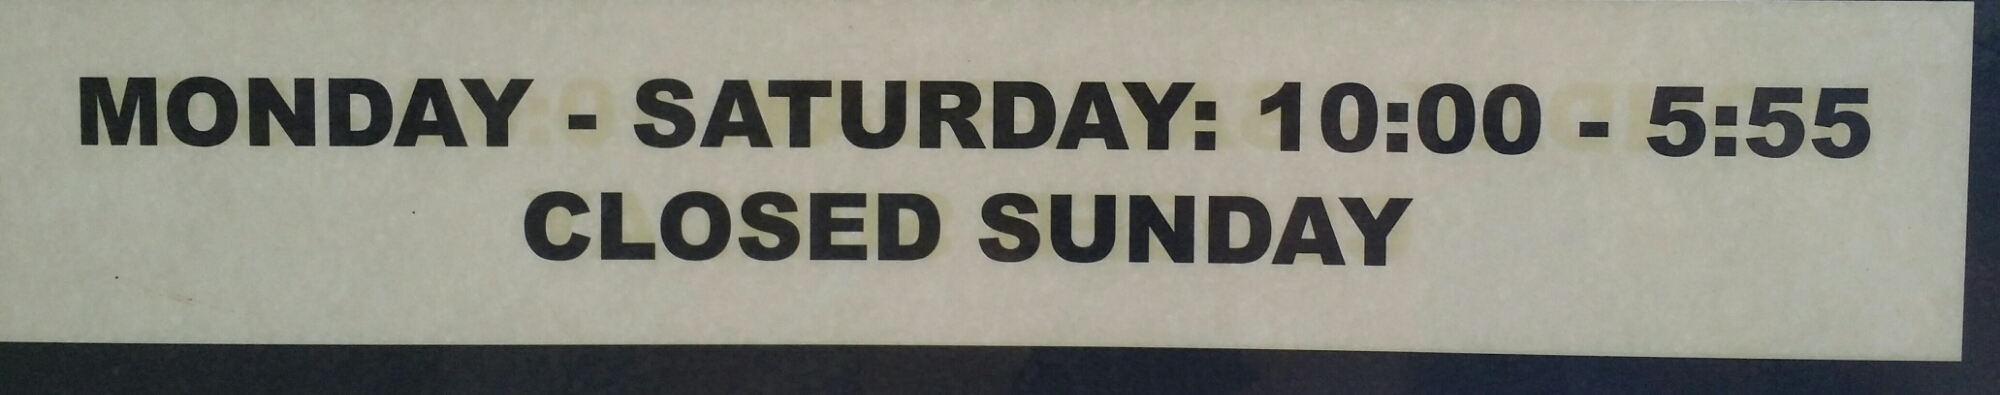 MONDAY - SATURDAY: 10:00 - 5:55
CLOSED SUNDAY